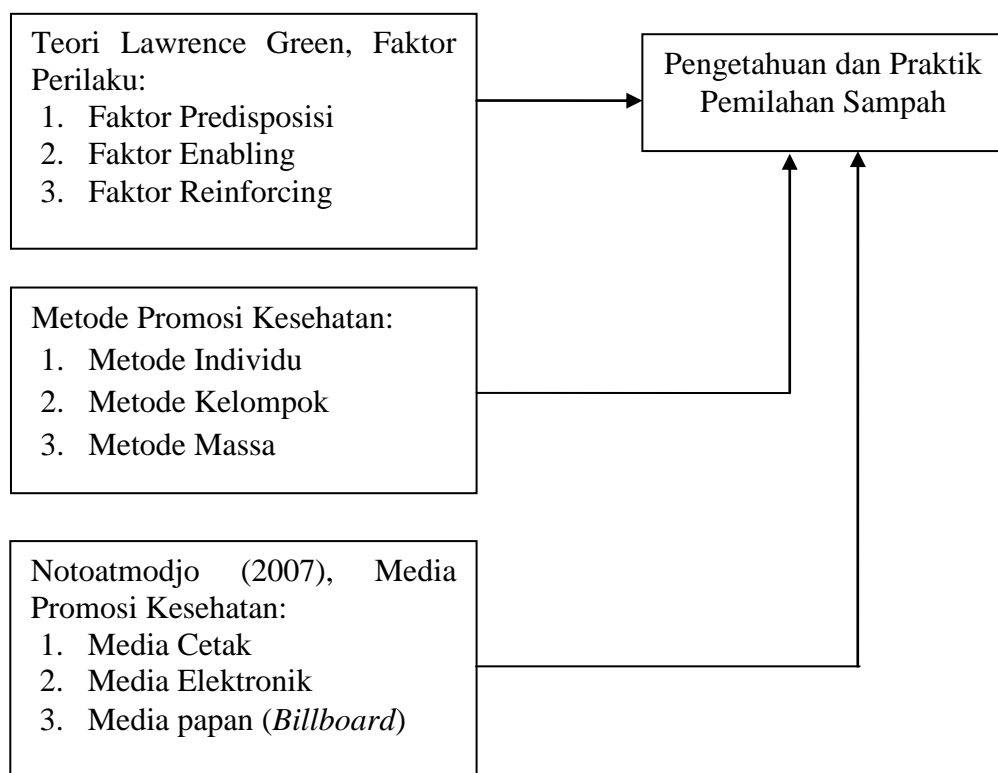 Teori Lawrence Green, Faktor
Perilaku:
1. Faktor Predisposisi
2. Faktor Enabling
3. Faktor Reinforcing
Pengetahuan dan Praktik
Pemilahan Sampah
Metode Promosi Kesehatan:
1. Metode Individu
2. Metode Kelompok
3. Metode Massa
Notoatmodjo (2007), Media
Promosi Kesehatan:
1. Media Cetak
2. Media Elektronik
3. Media papan (Billboard)